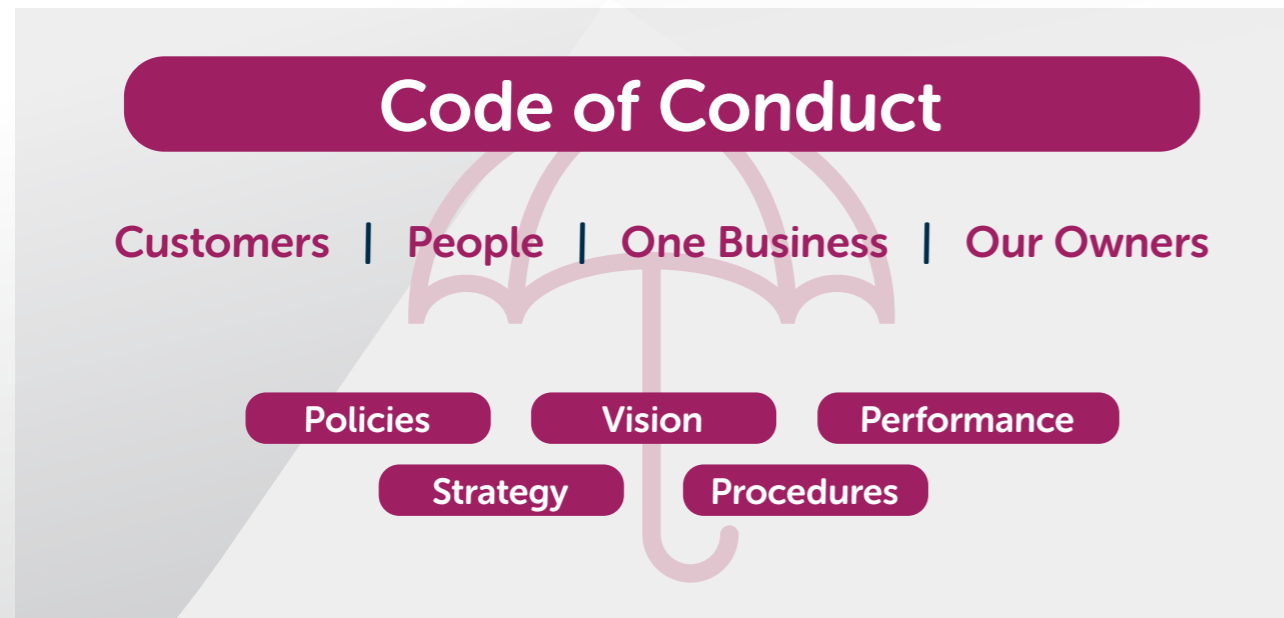 Code of Conduct
Customers | People | One Business | Our Owners
Policies Vision Performance
Strategy Procedures